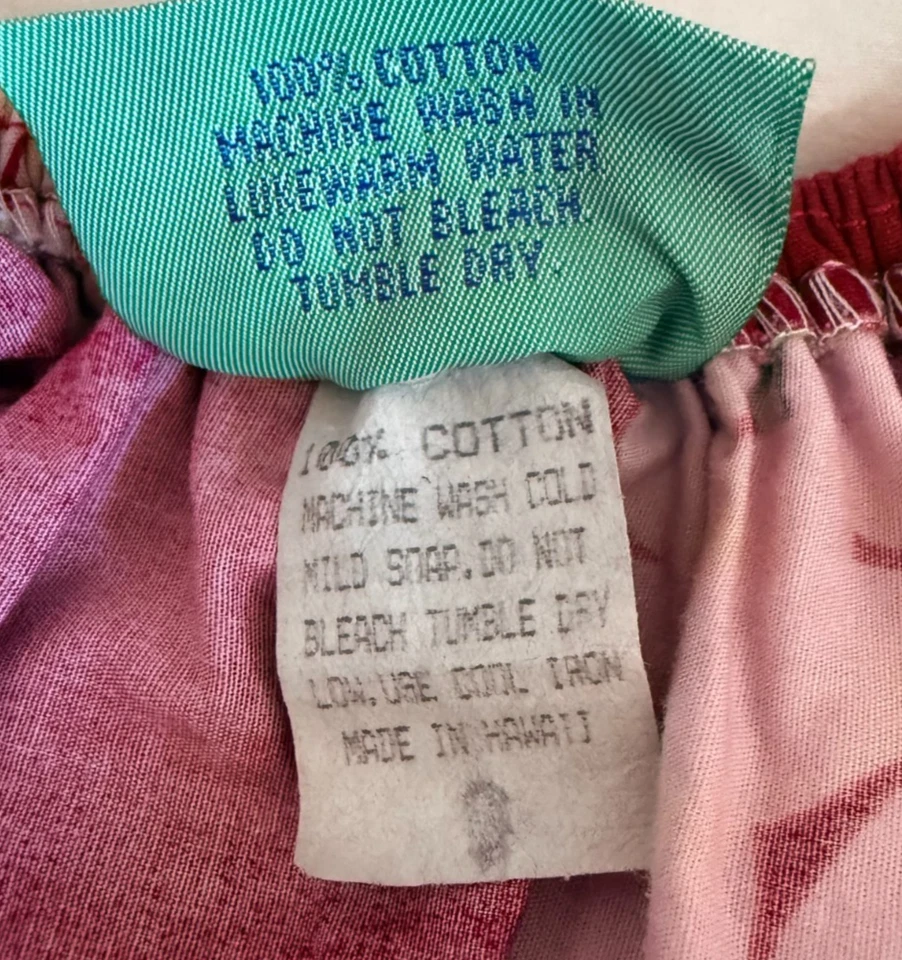 100% COTTON
MACHINE WASH IN
LUKEWARM WATER.
DO NOT BLEACH.
TUMBLE DRY.
100% COTTON
MACHINE WASH COLD
MILD SOAP. DO NOT
BLEACH TUMBLE DRY
LOW. USE COOL IRON
MADE IN HAWAII